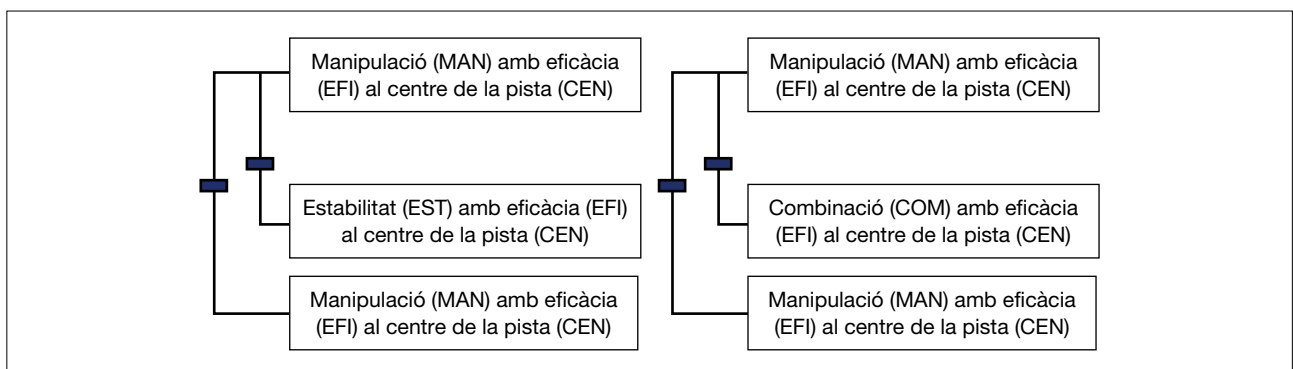 Manipulació (MAN) amb eficàcia
(EFI) al centre de la pista (CEN)
Estabilitat (EST) amb eficàcia (EFI)
al centre de la pista (CEN)
Manipulació (MAN) amb eficàcia
(EFI) al centre de la pista (CEN)
Manipulació (MAN) amb eficàcia
(EFI) al centre de la pista (CEN)
Combinació (COM) amb eficàcia
(EFI) al centre de la pista (CEN)
Manipulació (MAN) amb eficàcia
(EFI) al centre de la pista (CEN)